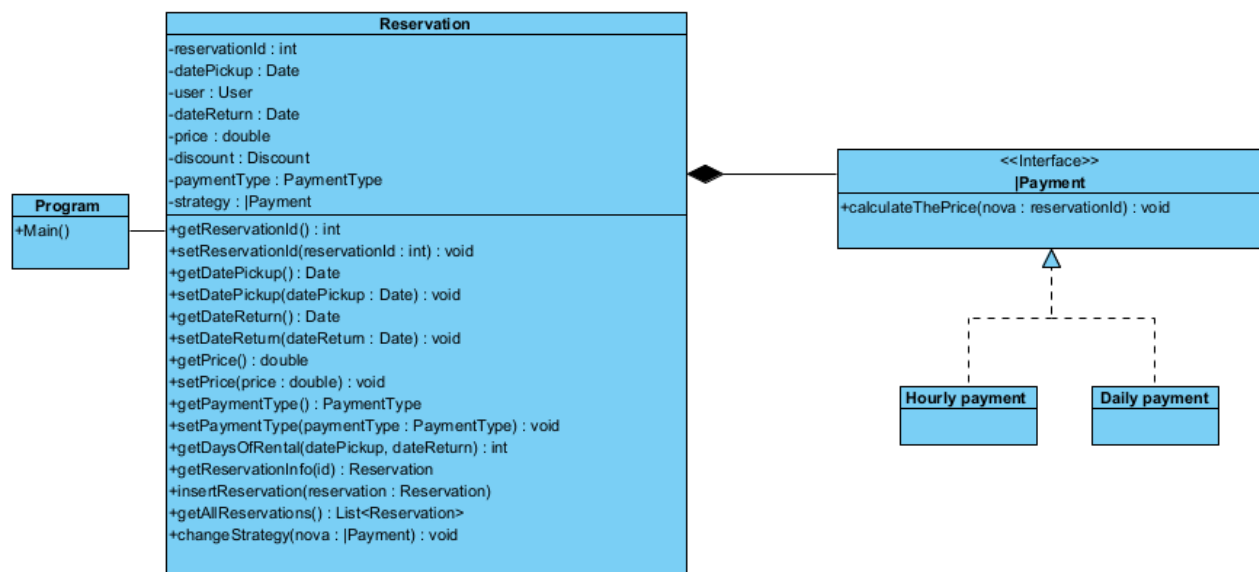 Program
+Main()
Reservation
-reservationId : int
-datePickup : Date
-user : User
-dateReturn : Date
-price : double
-discount : Discount
-paymentType : PaymentType
-strategy : |Payment
+getReservationId() : int
+setReservationId(reservationId : int) : void
+getDatePickup() : Date
+setDatePickup(datePickup : Date) : void
+getDateReturn() : Date
+setDateReturn(dateReturn : Date) : void
+getPrice() : double
+setPrice(price : double) : void
+getPaymentType() : PaymentType
+setPaymentType(paymentType : PaymentType) : void
+getDaysOfRental(datePickup, dateReturn) : int
+getReservationInfo(id) : Reservation
+insertReservation(reservation : Reservation)
+getAllReservations() : List<Reservation>
+changeStrategy(nova : |Payment) : void
<<Interface>>
|Payment
+calculateThePrice(nova : reservationId) : void
Hourly payment
Daily payment